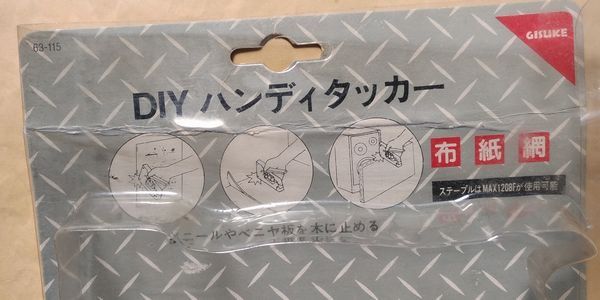 63-115
GISUKE
DIY ハンディタッカー
布 紙 網
ステープルはMAX1208Fが使用可能
ビニールやベニヤ板を木に止める